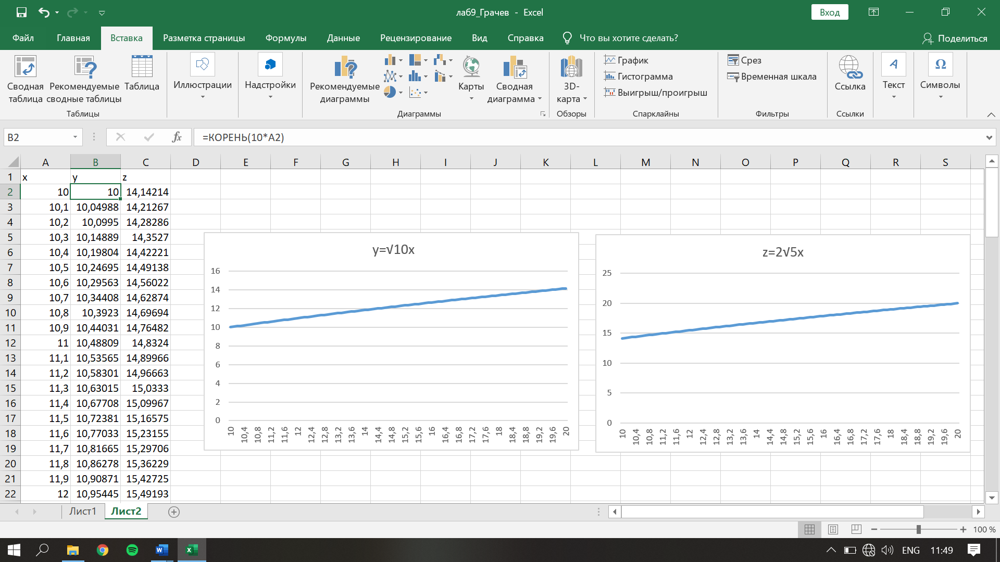 лаб9_Грачев - Excel
Вход
Файл Главная Вставка Разметка страницы Формулы Данные Рецензирование Вид Справка Что вы хотите сделать? Поделиться
Сводная таблица
Рекомендуемые сводные таблицы
Таблица
Таблицы
Иллюстрации
Надстройки
Рекомендуемые диаграммы
Карты
Сводная диаграмма
Диаграммы
3D-карта
Обзоры
График
Гистограмма
Выигрыш/проигрыш
Спарклайны
Срез
Временная шкала
Фильтры
Ссылка
Ссылки
A
Текст
Ω
Символы
B2 fx =КОРЕНЬ(10*A2)
A B C D E F G H I J K L M N O P Q R S
1 x y z
2 10 10 14,14214
3 10,1 10,04988 14,21267
4 10,2 10,0995 14,28286
5 10,3 10,14889 14,3527
6 10,4 10,19804 14,42221
7 10,5 10,24695 14,49138
8 10,6 10,29563 14,56022
9 10,7 10,34408 14,62874
10 10,8 10,3923 14,69694
11 10,9 10,44031 14,76482
12 11 10,48809 14,8324
13 11,1 10,53565 14,89966
14 11,2 10,58301 14,96663
15 11,3 10,63015 15,0333
16 11,4 10,67708 15,09967
17 11,5 10,72381 15,16575
18 11,6 10,77033 15,23155
19 11,7 10,81665 15,29706
20 11,8 10,86278 15,36229
21 11,9 10,90871 15,42725
22 12 10,95445 15,49193
y=√10x
16
14
12
10
8
6
4
2
0
10 10,4 10,8 11,2 11,6 12 12,4 12,8 13,2 13,6 14 14,4 14,8 15,2 15,6 16 16,4 16,8 17,2 17,6 18 18,4 18,8 19,2 19,6 20
z=2√5x
25
20
15
10
5
0
10 10,4 10,8 11,2 11,6 12 12,4 12,8 13,2 13,6 14 14,4 14,8 15,2 15,6 16 16,4 16,8 17,2 17,6 18 18,4 18,8 19,2 19,6 20
Лист1 Лист2
100 %
ENG 11:49